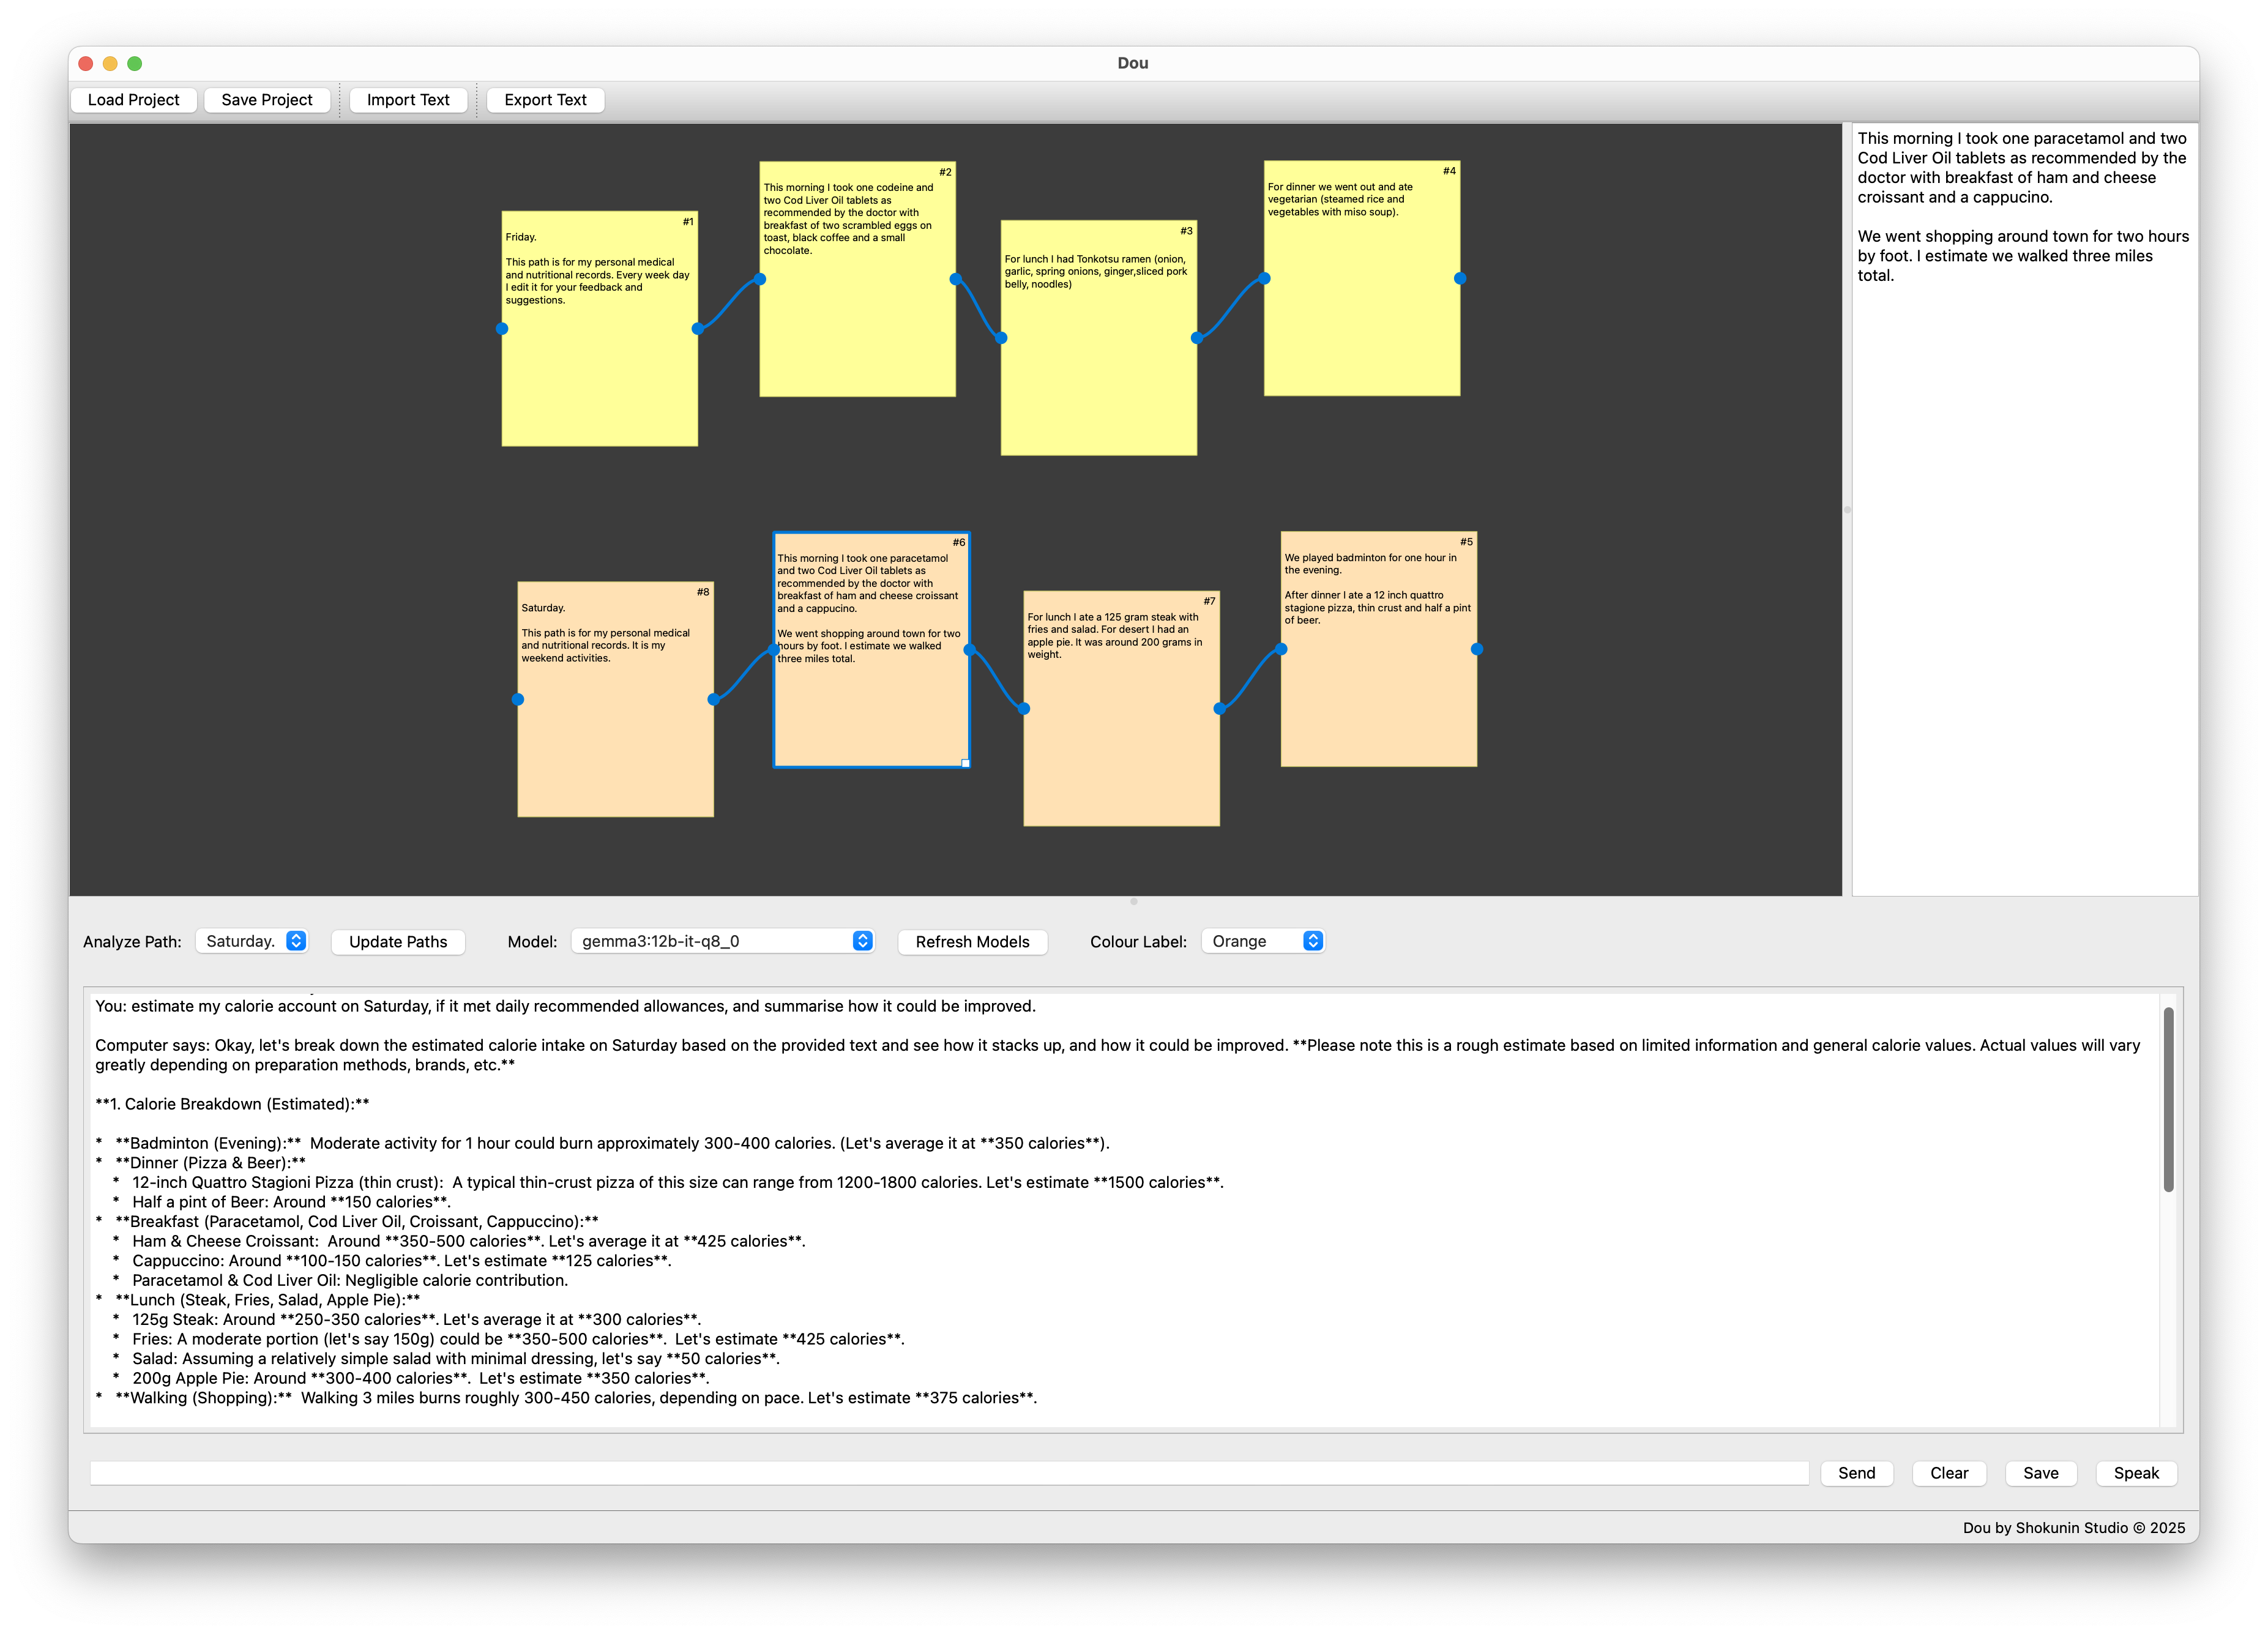 Dou
Load Project
Save Project
Import Text
Export Text
#1
Friday.
This path is for my personal medical
and nutritional records. Every week day
I edit it for your feedback and
suggestions.
#2
This morning I took one codeine and
two Cod Liver Oil tablets as
recommended by the doctor with
breakfast of two scrambled eggs on
toast, black coffee and a small
chocolate.
#3
For lunch I had Tonkotsu ramen (onion,
garlic, spring onions, ginger,sliced pork
belly, noodles)
#4
For dinner we went out and ate
vegetarian (steamed rice and
vegetables with miso soup).
#8
Saturday.
This path is for my personal medical
and nutritional records. It is my
weekend activities.
#6
This morning I took one paracetamol
and two Cod Liver Oil tablets as
recommended by the doctor with
breakfast of ham and cheese croissant
and a cappucino.
We went shopping around town for two
hours by foot. I estimate we walked
three miles total.
#7
For lunch I ate a 125 gram steak with
fries and salad. For desert I had an
apple pie. It was around 200 grams in
weight.
#5
We played badminton for one hour in
the evening.
After dinner I ate a 12 inch quattro
stagione pizza, thin crust and half a pint
of beer.
This morning I took one paracetamol and two
Cod Liver Oil tablets as recommended by the
doctor with breakfast of ham and cheese
croissant and a cappucino.
We went shopping around town for two hours
by foot. I estimate we walked three miles
total.
Analyze Path:
Saturday.
Update Paths
Model:
gemma3:12b-it-q8_0
Refresh Models
Colour Label:
Orange
You: estimate my calorie account on Saturday, if it met daily recommended allowances, and summarise how it could be improved.
Computer says: Okay, let's break down the estimated calorie intake on Saturday based on the provided text and see how it stacks up, and how it could be improved. **Please note this is a rough estimate based on limited information and general calorie values. Actual values will vary
greatly depending on preparation methods, brands, etc.**
**1. Calorie Breakdown (Estimated):**
* **Badminton (Evening):** Moderate activity for 1 hour could burn approximately 300-400 calories. (Let's average it at **350 calories**).
* **Dinner (Pizza & Beer):**
* 12-inch Quattro Stagioni Pizza (thin crust): A typical thin-crust pizza of this size can range from 1200-1800 calories. Let's estimate **1500 calories**.
* Half a pint of Beer: Around **150 calories**.
* **Breakfast (Paracetamol, Cod Liver Oil, Croissant, Cappuccino):**
* Ham & Cheese Croissant: Around **350-500 calories**. Let's average it at **425 calories**.
* Cappuccino: Around **100-150 calories**. Let's estimate **125 calories**.
* Paracetamol & Cod Liver Oil: Negligible calorie contribution.
* **Lunch (Steak, Fries, Salad, Apple Pie):**
* 125g Steak: Around **250-350 calories**. Let's average it at **300 calories**.
* Fries: A moderate portion (let's say 150g) could be **350-500 calories**. Let's estimate **425 calories**.
* Salad: Assuming a relatively simple salad with minimal dressing, let's say **50 calories**.
* 200g Apple Pie: Around **300-400 calories**. Let's estimate **350 calories**.
* **Walking (Shopping):** Walking 3 miles burns roughly 300-450 calories, depending on pace. Let's estimate **375 calories**.
Send
Clear
Save
Speak
Dou by Shokunin Studio © 2025